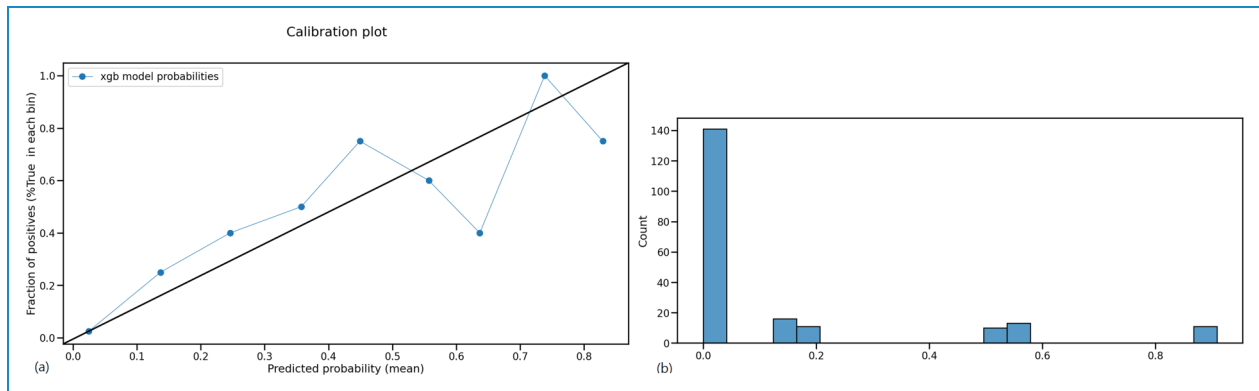 Calibration plot
xgb model probabilities
Fraction of positives (%True in each bin)
1.0
0.8
0.6
0.4
0.2
0.0
0.0 0.1 0.2 0.3 0.4 0.5 0.6 0.7 0.8
Predicted probability (mean)
(a)
Count
140
120
100
80
60
40
20
0
0.0 0.2 0.4 0.6 0.8
(b)